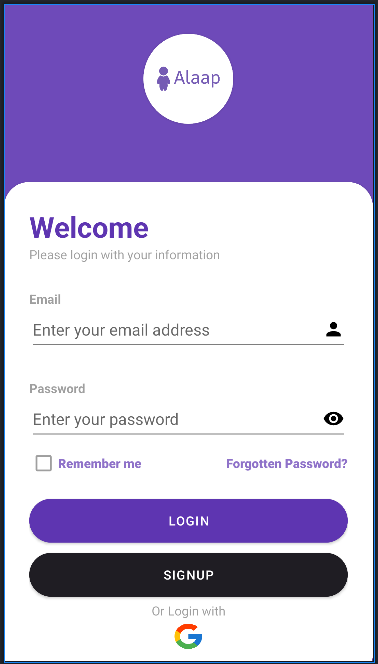 Alaap
Welcome
Please login with your information
Email
Enter your email address
Password
Enter your password
Remember me
Forgotten Password?
LOGIN
SIGNUP
Or Login with